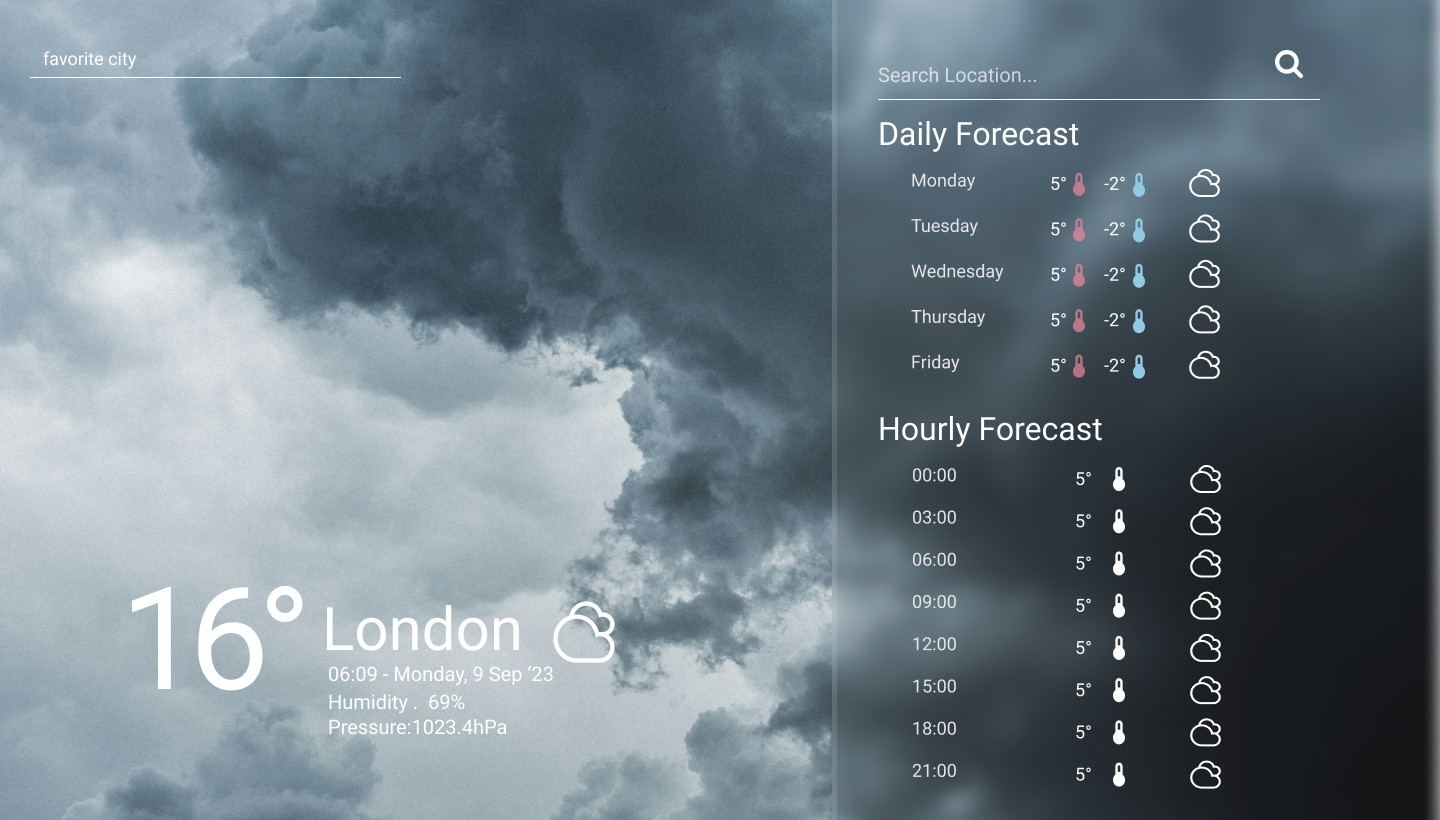 favorite city
16° London
06:09 - Monday, 9 Sep ‘23
Humidity .  69%
Pressure:1023.4hPa
Search Location...
Daily Forecast
Monday 5° -2°
Tuesday 5° -2°
Wednesday 5° -2°
Thursday 5° -2°
Friday 5° -2°
Hourly Forecast
00:00 5°
03:00 5°
06:00 5°
09:00 5°
12:00 5°
15:00 5°
18:00 5°
21:00 5°